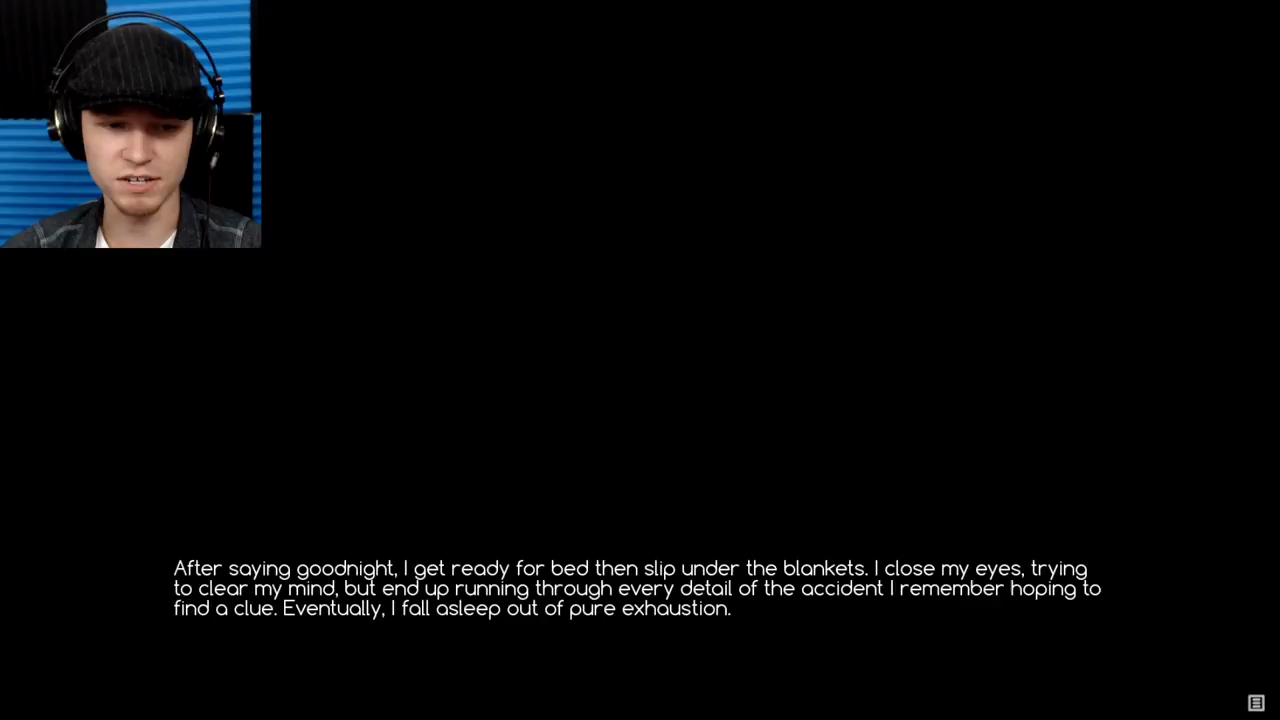 After saying goodnight, I get ready for bed then slip under the blankets. I close my eyes, trying
to clear my mind, but end up running through every detail of the accident I remember hoping to
find a clue. Eventually, I fall asleep out of pure exhaustion.